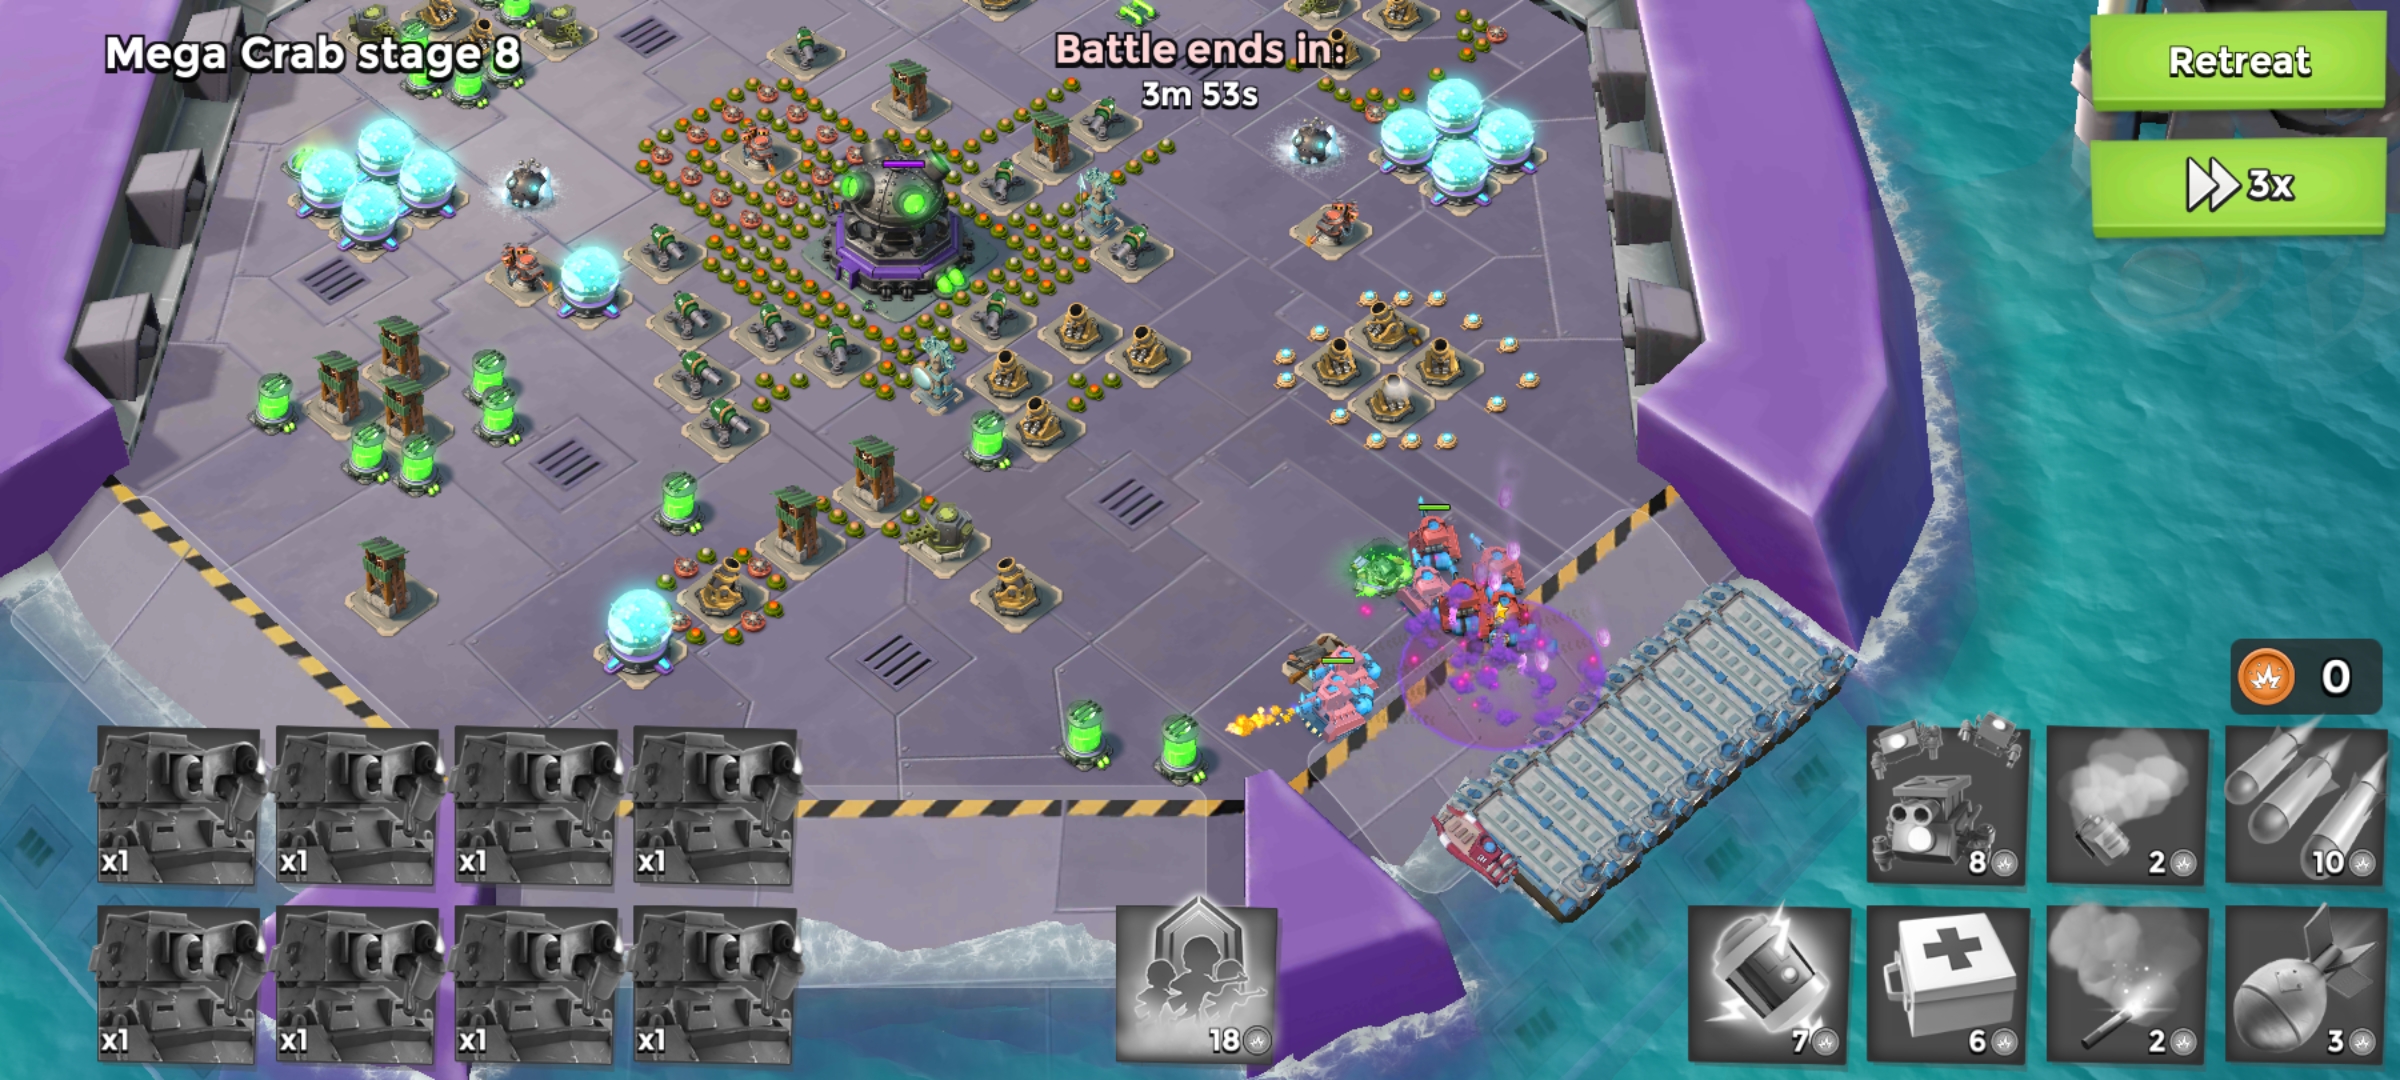 Mega Crab stage 8
Battle ends in:
3m 53s
Retreat
3x
0
x1
x1
x1
x1
8
2
10
x1
x1
x1
x1
18
7
6
2
3